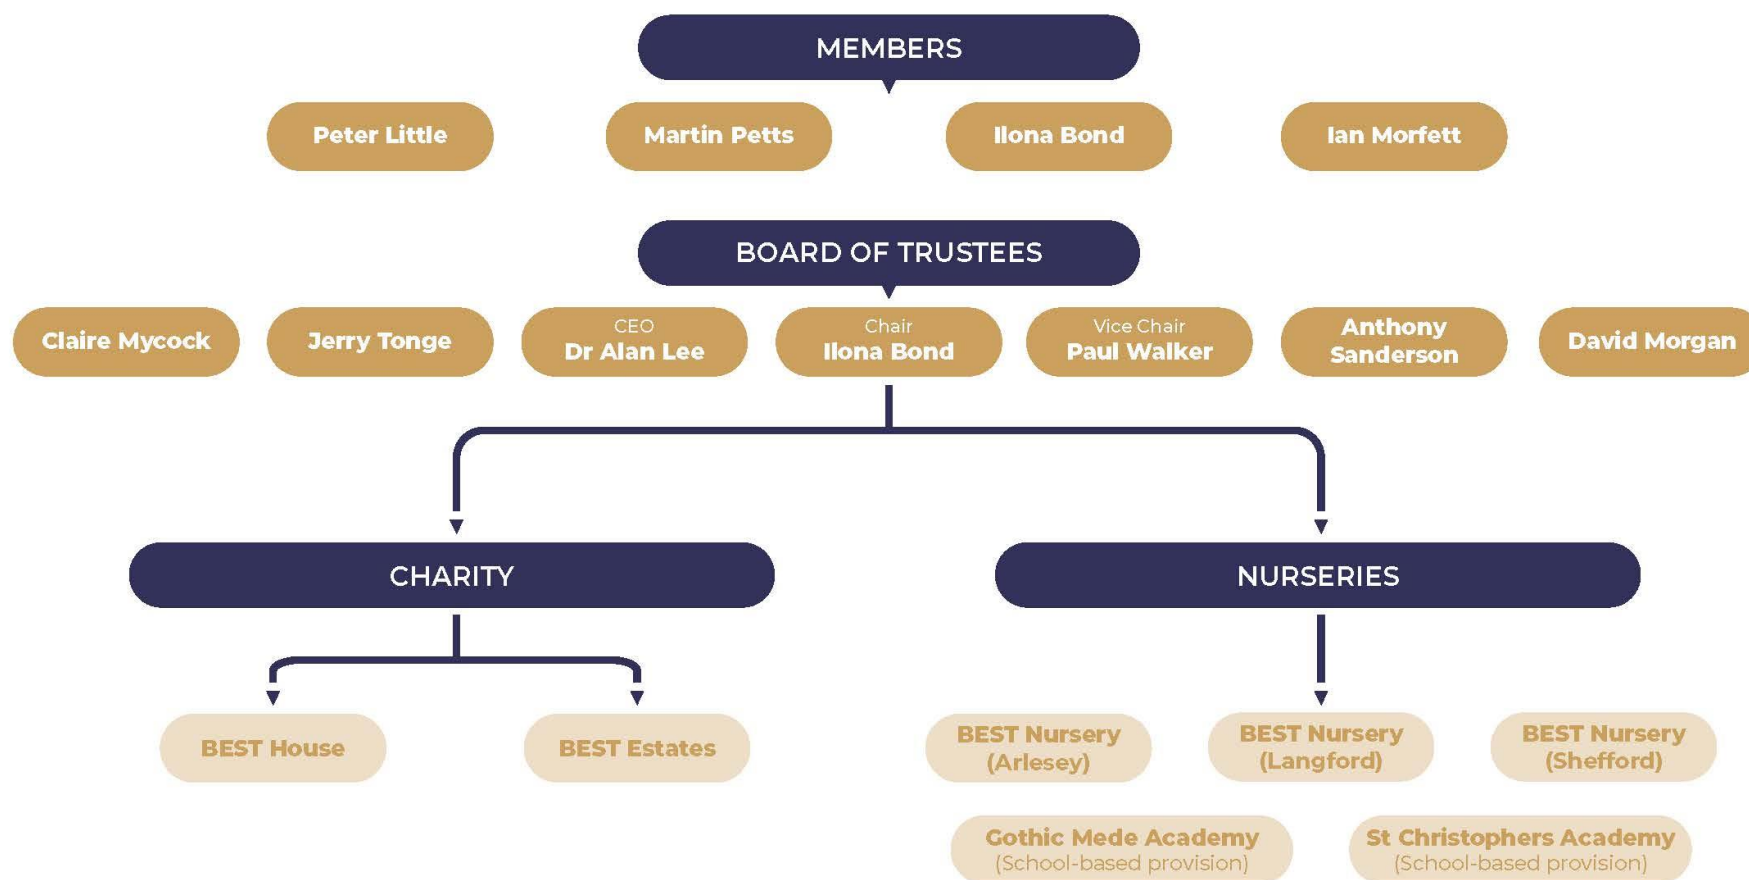 MEMBERS
Peter Little
Martin Petts
Ilona Bond
Ian Morfett
BOARD OF TRUSTEES
Claire Mycock
Jerry Tonge
CEO
Dr Alan Lee
Chair
Ilona Bond
Vice Chair
Paul Walker
Anthony
Sanderson
David Morgan
CHARITY
NURSERIES
BEST House
BEST Estates
BEST Nursery
(Arlesey)
BEST Nursery
(Langford)
BEST Nursery
(Shefford)
Gothic Mede Academy
(School-based provision)
St Christophers Academy
(School-based provision)